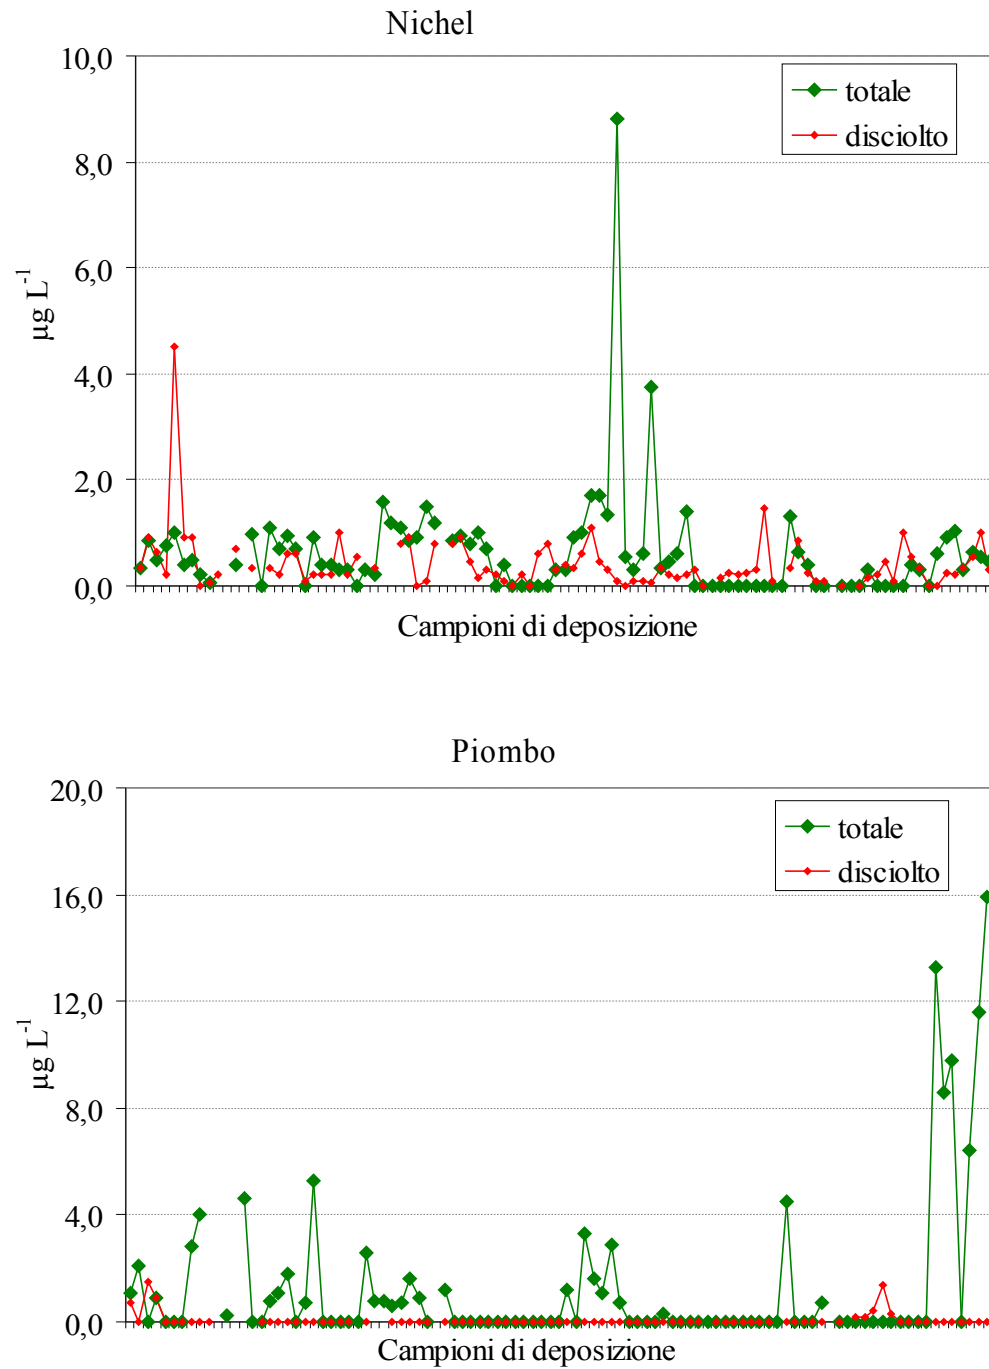 Nichel
10,0
8,0
6,0
4,0
2,0
0,0
µg L⁻¹
totale
disciolto
Campioni di deposizione
Piombo
20,0
16,0
12,0
8,0
4,0
0,0
µg L⁻¹
totale
disciolto
Campioni di deposizione